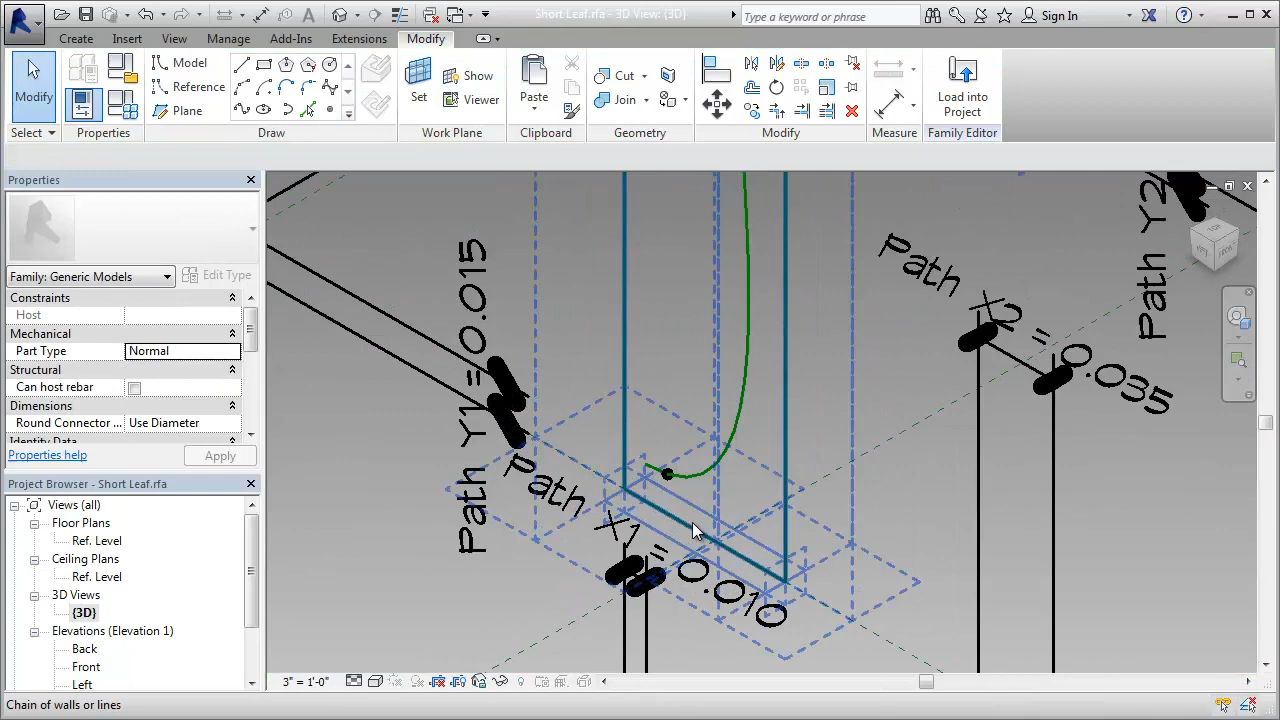 Short Leaf.rfa - 3D View: {3D}
Type a keyword or phrase
Sign In
Create
Insert
View
Manage
Add-Ins
Extensions
Modify
Modify
Model
Reference
Plane
Set
Show
Viewer
Paste
Cut
Join
Load into
Project
Select
Properties
Draw
Work Plane
Clipboard
Geometry
Modify
Measure
Family Editor
Properties
Family: Generic Models
Edit Type
Constraints
Host
Mechanical
Part Type
Normal
Structural
Can host rebar
Dimensions
Round Connector ...
Use Diameter
Identity Data
Properties help
Apply
Project Browser - Short Leaf.rfa
Views (all)
Floor Plans
Ref. Level
Ceiling Plans
Ref. Level
3D Views
{3D}
Elevations (Elevation 1)
Back
Front
Left
Path Y1 = 0.015
Path X1 = 0.010
Path X2 = 0.035
Path Y2
TOP
FRONT
3" = 1'-0"
Chain of walls or lines